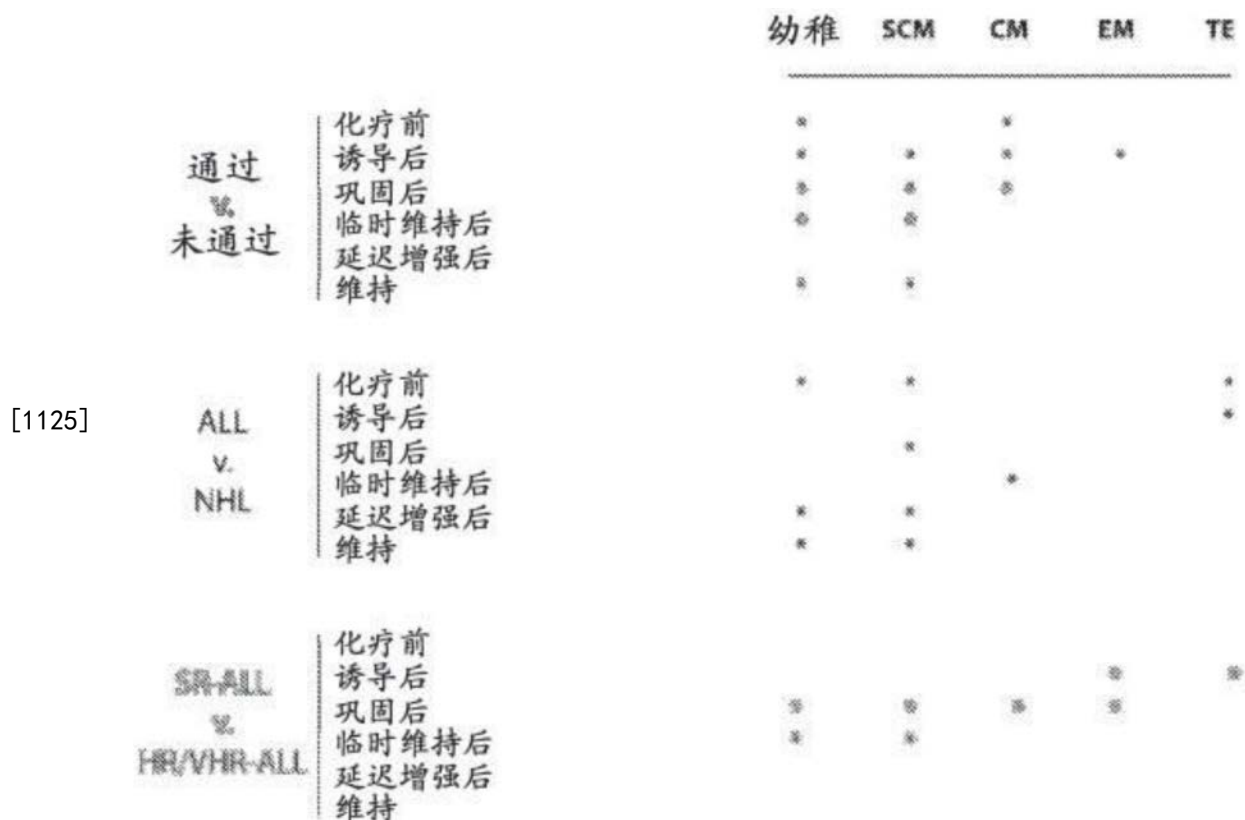 幼稚 SCM CM EM TE
化疗前 * *
通过 诱导后 * * * *
v. 巩固后 * * *
未通过 临时维持后 * *
延迟增强后
维持 * *
化疗前 * * *
[1125] ALL 诱导后 *
v. 巩固后 *
NHL 临时维持后 *
延迟增强后 * *
维持 * *
化疗前
SR-ALL 诱导后 * *
v. 巩固后 * * * *
HR/VHR-ALL 临时维持后 * *
延迟增强后
维持